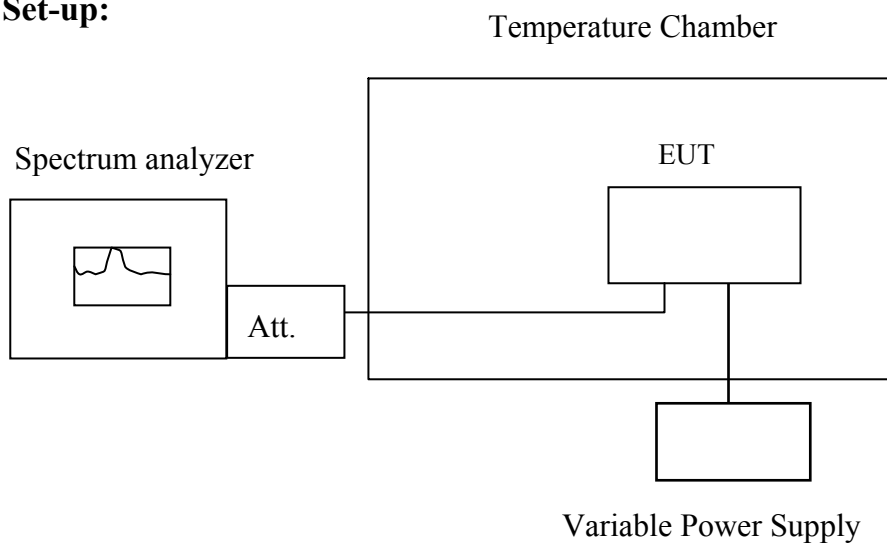 Set-up:
Temperature Chamber
Spectrum analyzer
EUT
Att.
Variable Power Supply